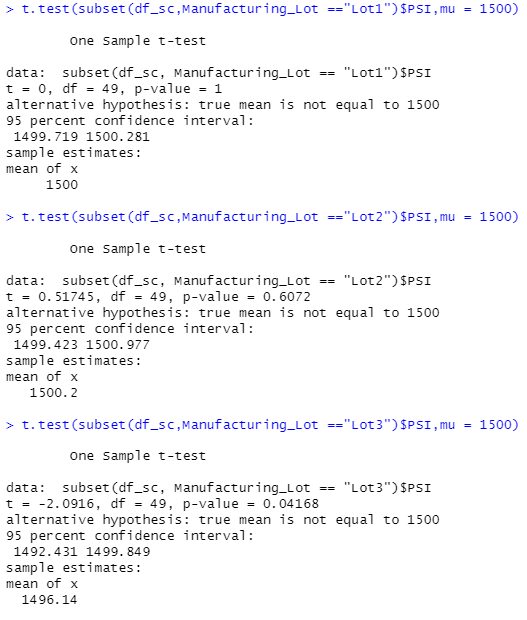 > t.test(subset(df_sc,Manufacturing_Lot =="Lot1")$PSI,mu = 1500)
One Sample t-test
data:  subset(df_sc, Manufacturing_Lot == "Lot1")$PSI
t = 0, df = 49, p-value = 1
alternative hypothesis: true mean is not equal to 1500
95 percent confidence interval:
1499.719 1500.281
sample estimates:
mean of x
1500
> t.test(subset(df_sc,Manufacturing_Lot =="Lot2")$PSI,mu = 1500)
One Sample t-test
data:  subset(df_sc, Manufacturing_Lot == "Lot2")$PSI
t = 0.51745, df = 49, p-value = 0.6072
alternative hypothesis: true mean is not equal to 1500
95 percent confidence interval:
1499.423 1500.977
sample estimates:
mean of x
1500.2
> t.test(subset(df_sc,Manufacturing_Lot =="Lot3")$PSI,mu = 1500)
One Sample t-test
data:  subset(df_sc, Manufacturing_Lot == "Lot3")$PSI
t = -2.0916, df = 49, p-value = 0.04168
alternative hypothesis: true mean is not equal to 1500
95 percent confidence interval:
1492.431 1499.849
sample estimates:
mean of x
1496.14